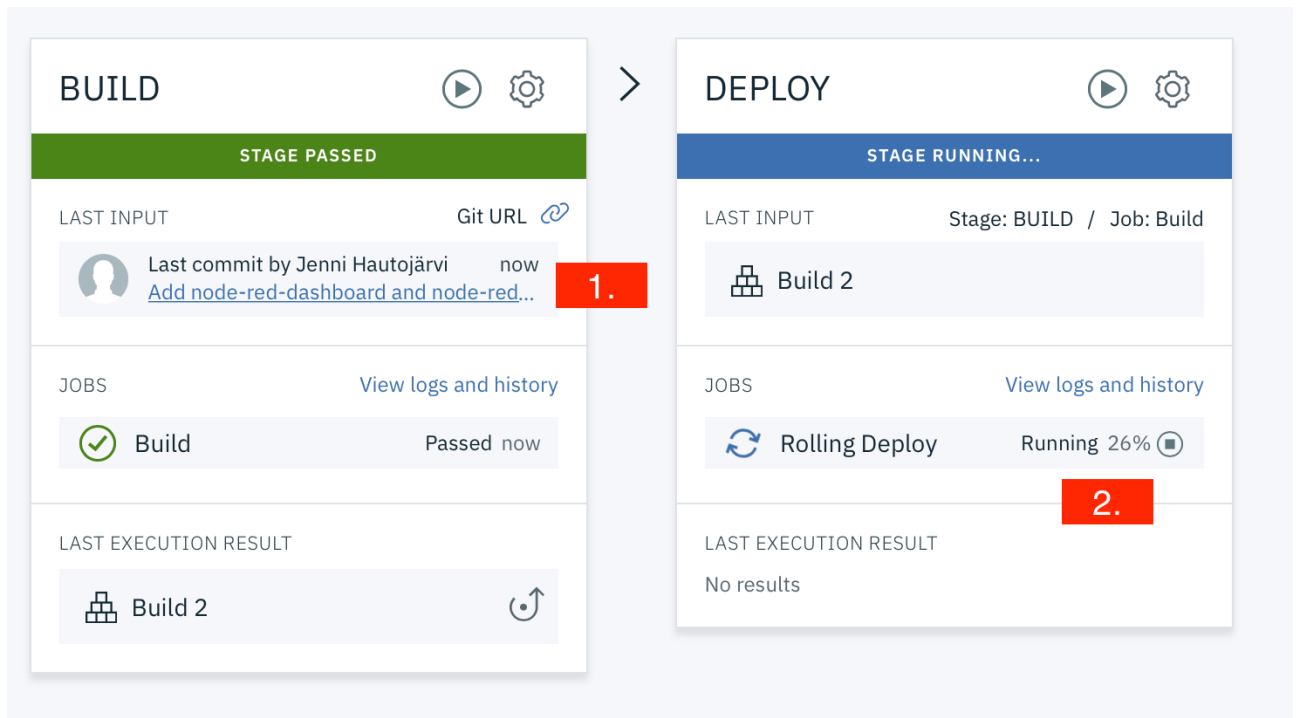 BUILD
STAGE PASSED
LAST INPUT Git URL
Last commit by Jenni Hautojärvi now
Add node-red-dashboard and node-red...
1.
JOBS View logs and history
Build Passed now
LAST EXECUTION RESULT
Build 2
DEPLOY
STAGE RUNNING...
LAST INPUT Stage: BUILD / Job: Build
Build 2
JOBS View logs and history
Rolling Deploy Running 26%
2.
LAST EXECUTION RESULT
No results